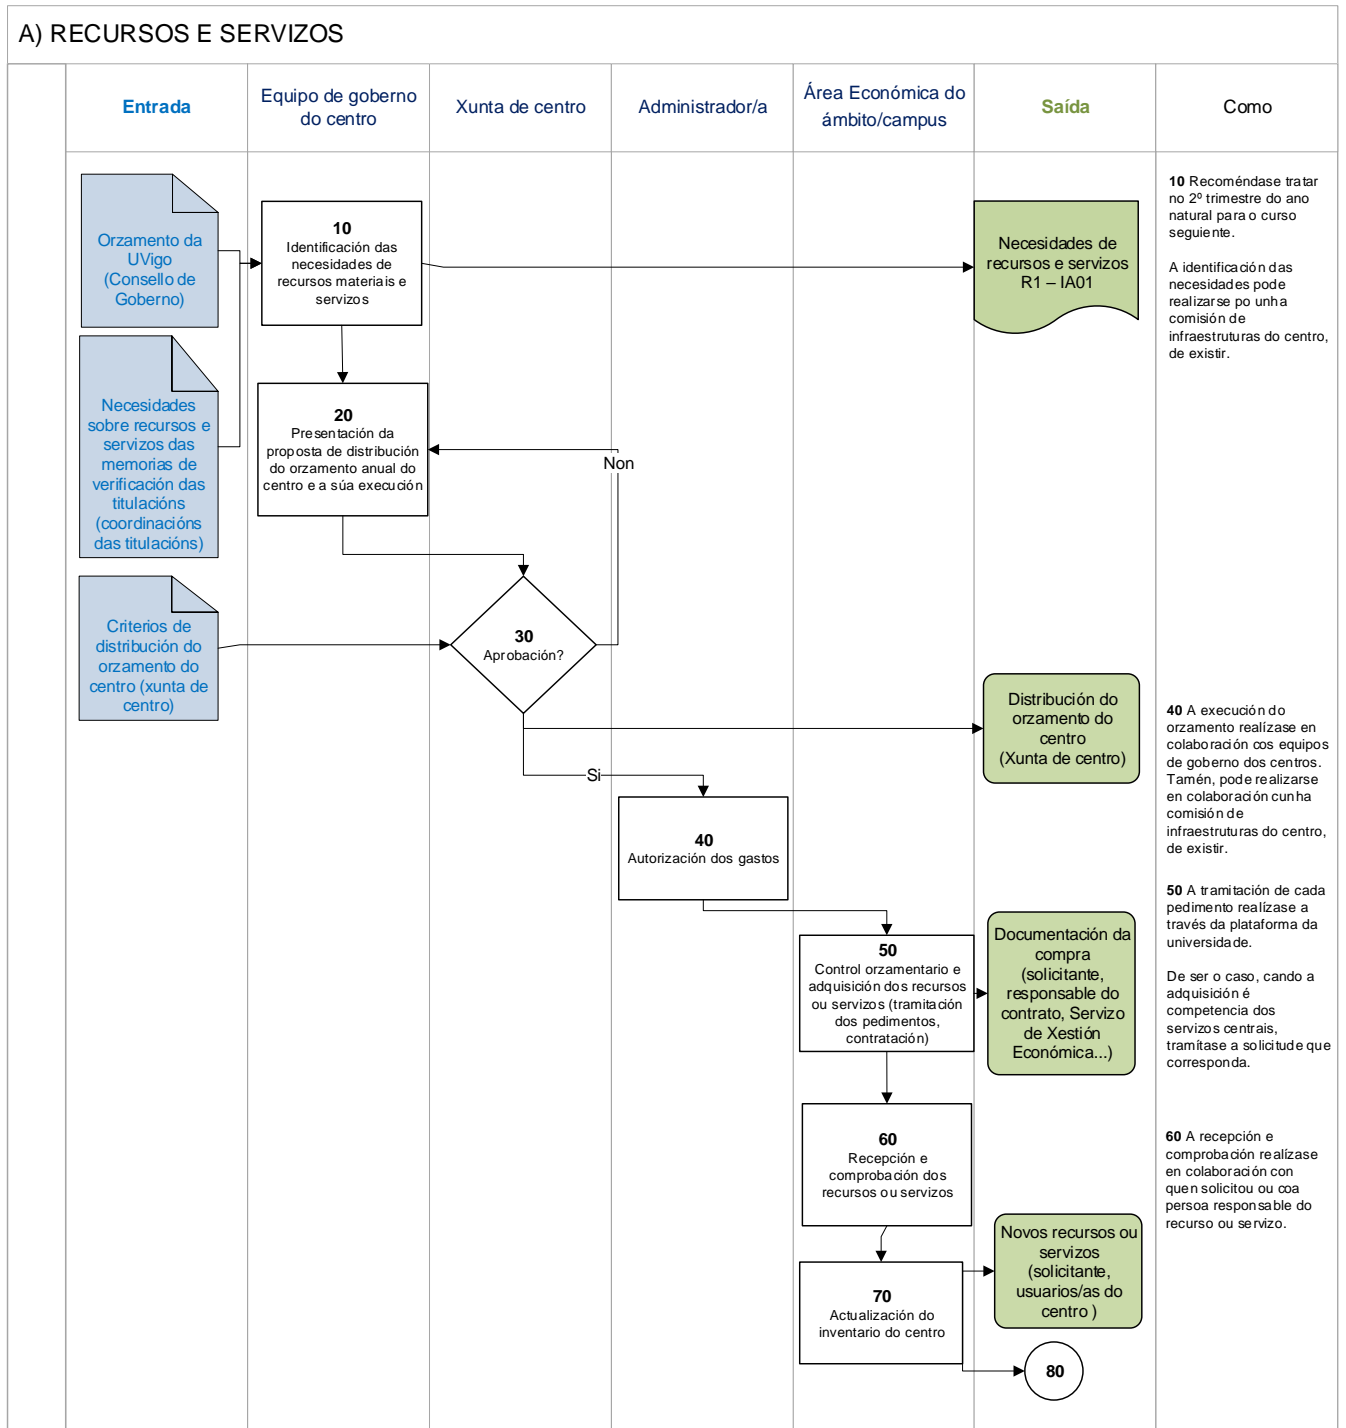 A) RECURSOS E SERVIZOS
Entrada
Equipo de goberno
do centro
Xunta de centro
Administrador/a
Área Económica do
ámbito/campus
Saída
Como
Orzamento da
UVigo
(Consello de
Goberno)
10
Identificación das
necesidades de
recursos materiais e
servizos
Necesidades de
recursos e servizos
R1 – IA01
10 Recoméndase tratar
no 2º trimestre do ano
natural para o curso
seguiente.
A identificación das
necesidades pode
realizarse po unha
comisión de
infraestruturas do centro,
de existir.
Necesidades
sobre recursos e
servizos das
memorias de
verificación das
titulacións
(coordinacións
das titulacións)
20
Presentación da
proposta de distribución
do orzamento anual do
centro e a súa execución
Non
Criterios de
distribución do
orzamento do
centro (xunta de
centro)
30
Aprobación?
Si
Distribución do
orzamento do
centro
(Xunta de centro)
40 A execución do
orzamento realízase en
colaboración cos equipos
de goberno dos centros.
Tamén, pode realizarse
en colaboración cunha
comisión de
infraestruturas do centro,
de existir.
40
Autorización dos gastos
50
Control orzamentario e
adquisición dos recursos
ou servizos (tramitación
dos pedimentos,
contratación)
Documentación da
compra
(solicitante,
responsable do
contrato, Servizo
de Xestión
Económica...)
50 A tramitación de cada
pedimento realízase a
través da plataforma da
universidade.
De ser o caso, cando a
adquisición é
competencia dos
servizos centrais,
tramítase a solicitude que
corresponda.
60
Recepción e
comprobación dos
recursos ou servizos
60 A recepción e
comprobación realízase
en colaboración con
quen solicitou ou coa
persoa responsable do
recurso ou servizo.
70
Actualización do
inventario do centro
Novos recursos ou
servizos
(solicitante,
usuarios/as do
centro )
80